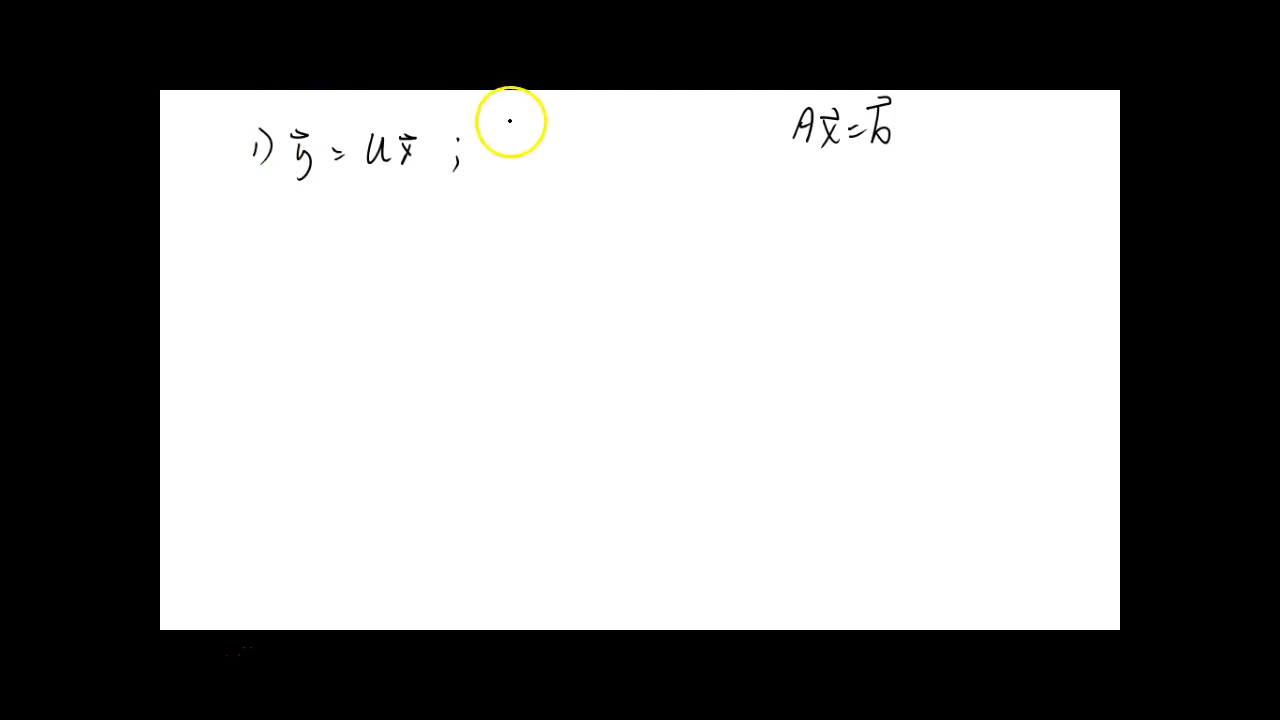 1) y⃗ = Ux⃗ ;
Ax⃗ = b⃗